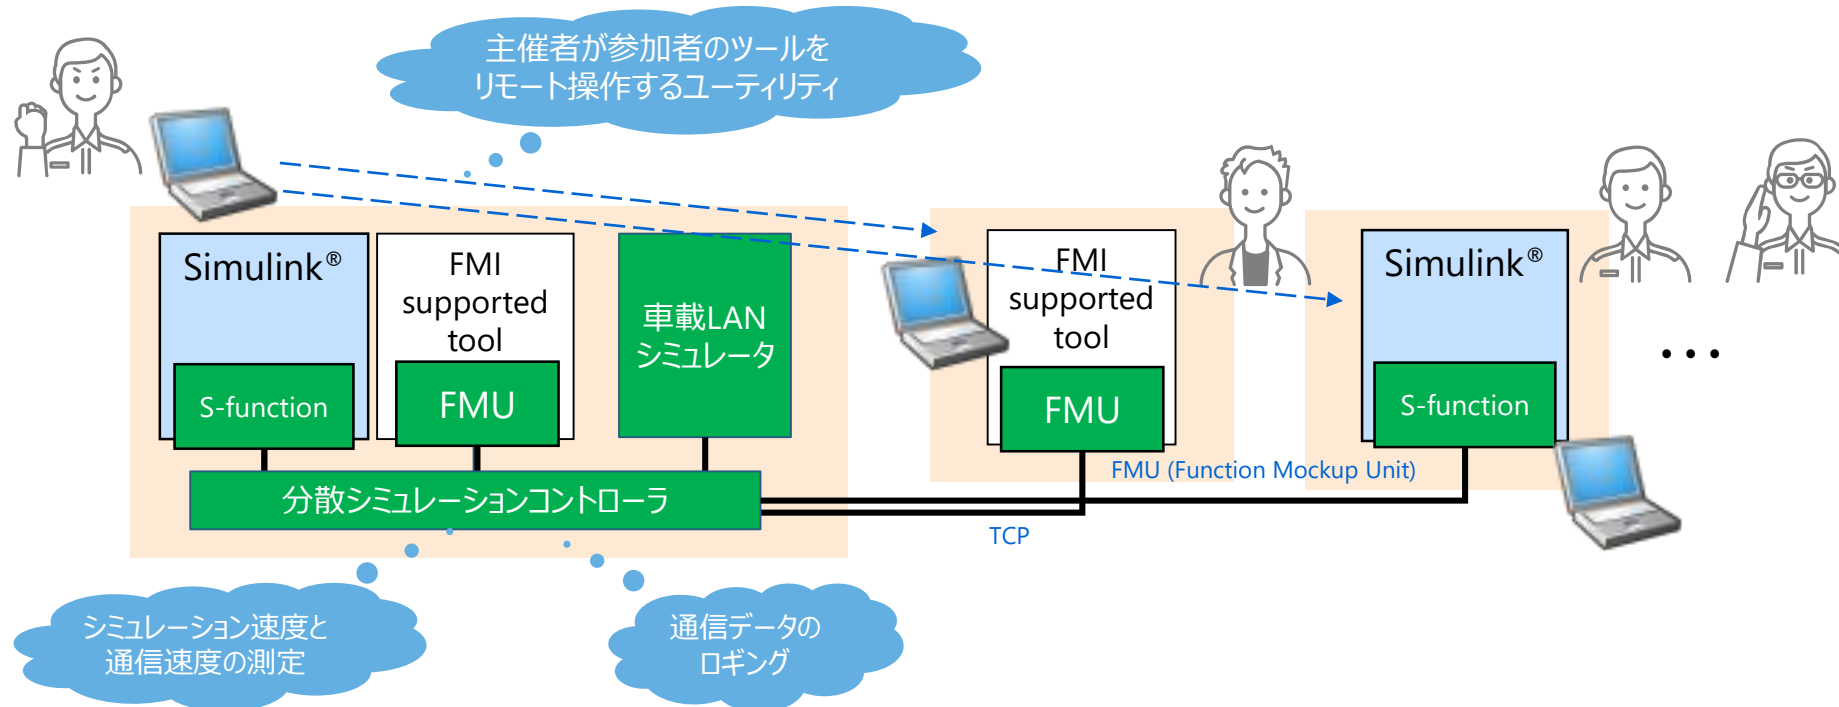 主催者が参加者のツールを
リモート操作するユーティリティ
Simulink®
S-function
FMI
supported
tool
FMU
車載LAN
シミュレータ
FMI
supported
tool
FMU
Simulink®
S-function
...
FMU (Function Mockup Unit)
分散シミュレーションコントローラ
TCP
シミュレーション速度と
通信速度の測定
通信データの
ロギング